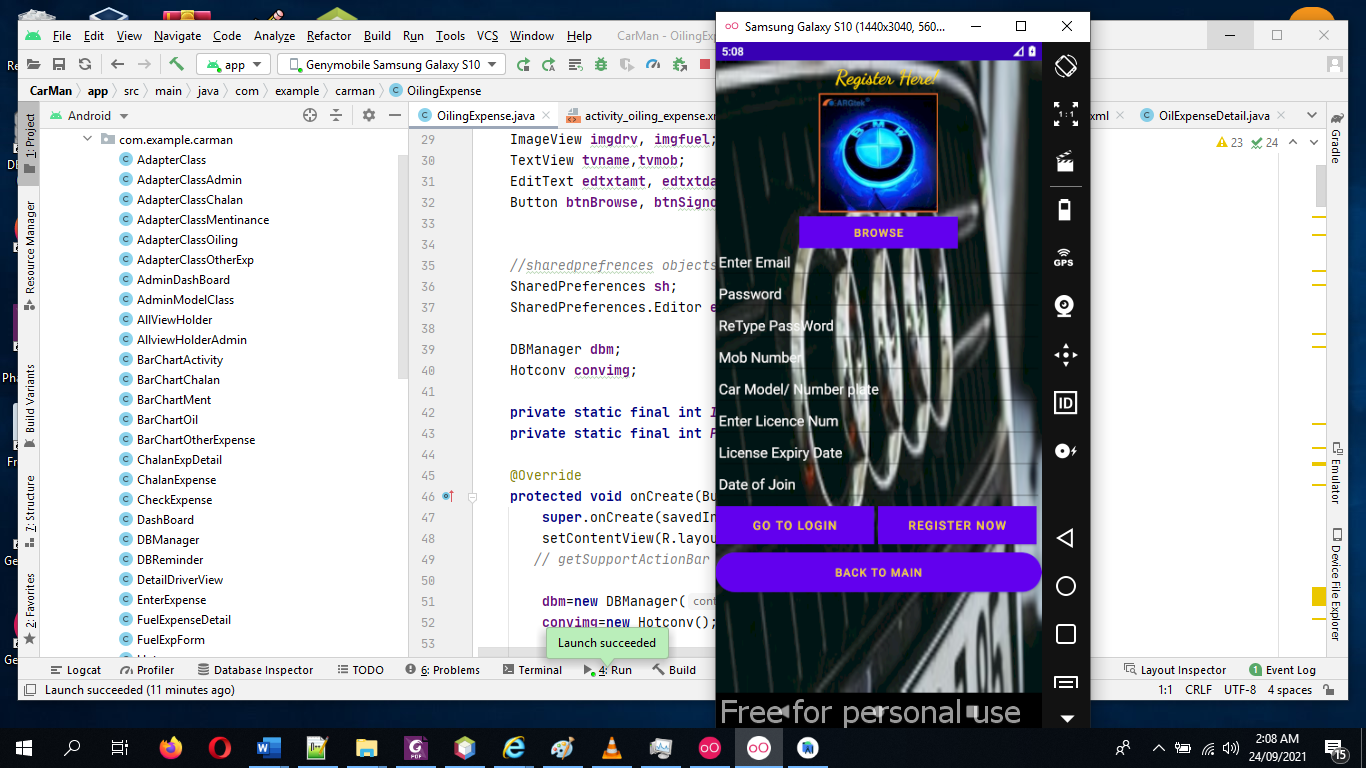 File Edit View Navigate Code Analyze Refactor Build Run Tools VCS Window Help CarMan - OilingExpense
app Genymobile Samsung Galaxy S10
CarMan app src main java com example carman OilingExpense
Android
OilingExpense.java activity_oiling_expense.xm
OilExpenseDetail.java
1: Project
Resource Manager
Build Variants
7: Structure
2: Favorites
com.example.carman
AdapterClass
AdapterClassAdmin
AdapterClassChalan
AdapterClassMentinance
AdapterClassOiling
AdapterClassOtherExp
AdminDashBoard
AdminModelClass
AllViewHolder
AllviewHolderAdmin
BarChartActivity
BarChartChalan
BarChartMent
BarChartOil
BarChartOtherExpense
ChalanExpDetail
ChalanExpense
CheckExpense
DashBoard
DBManager
DBReminder
DetailDriverView
EnterExpense
FuelExpenseDetail
FuelExpForm
29 ImageView imgdrv, imgfuel;
30 TextView tvname,tvmob;
31 EditText edtxtamt, edtxtda
32 Button btnBrowse, btnSigno
33
34
35 //sharedprefrences objects
36 SharedPreferences sh;
37 SharedPreferences.Editor e
38
39 DBManager dbm;
40 Hotconv convimg;
41
42 private static final int I
43 private static final int P
44
45 @Override
46 protected void onCreate(Bu
47 super.onCreate(savedIn
48 setContentView(R.layou
49 // getSupportActionBar
50
51 dbm=new DBManager( cont
52 convimg=new Hotconv();
53
Launch succeeded
23 24
Gradle
Emulator
Device File Explorer
Samsung Galaxy S10 (1440x3040, 560...
5:08
Register Here!
ARGtek
BMW
BROWSE
Enter Email
Password
ReType PassWord
Mob Number
Car Model/ Number plate
Enter Licence Num
License Expiry Date
Date of Join
GO TO LOGIN REGISTER NOW
BACK TO MAIN
Free for personal use
1:1
GPS
ID
Logcat Profiler Database Inspector TODO 6: Problems Terminal 4: Run Build Layout Inspector 1 Event Log
Launch succeeded (11 minutes ago) 1:1 CRLF UTF-8 4 spaces
2:08 AM
24/09/2021
15